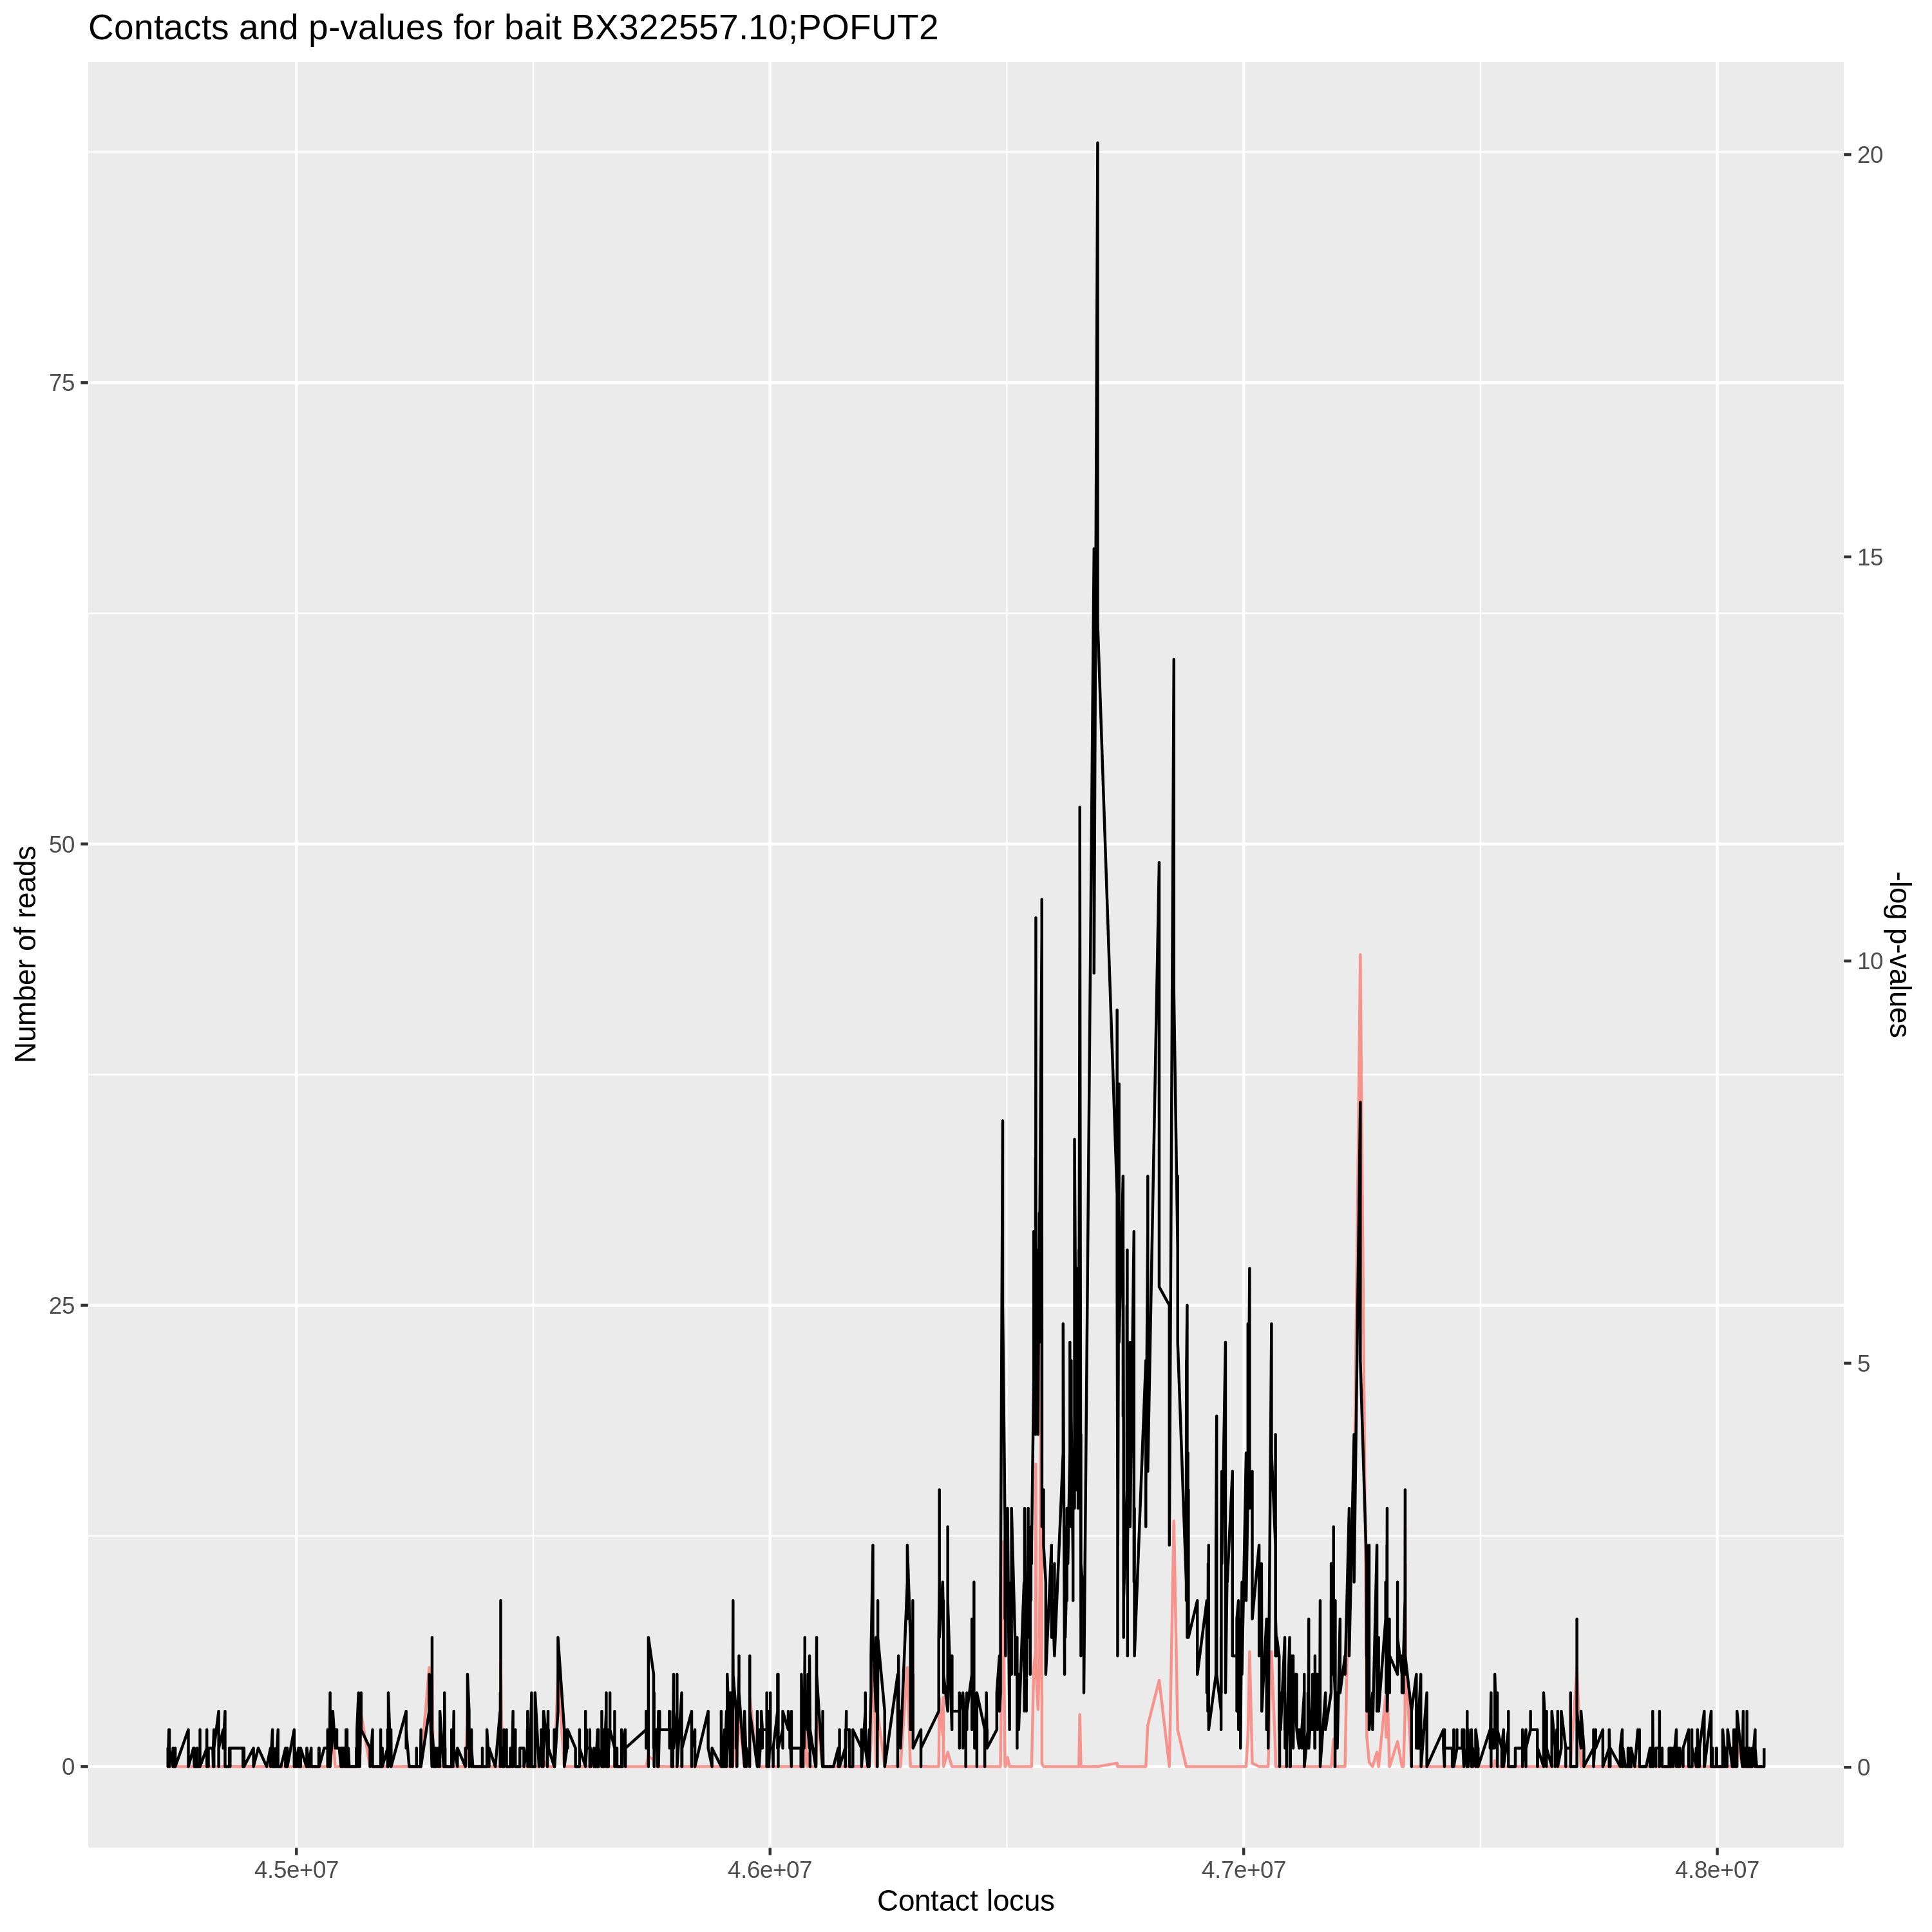 Contacts and p-values for bait BX322557.10;POFUT2
75
50
25
0
Number of reads
20
15
10
5
0
-log p-values
4.5e+07 4.6e+07 4.7e+07 4.8e+07
Contact locus